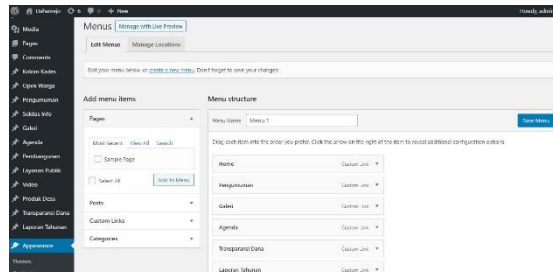 Howdy, admin
New
Media
Pages
Comments
Kolom Kades
Open Warga
Pengumuman
Sekilas Info
Galeri
Agenda
Pembangunan
Layanan Publik
Video
Produk Desa
Transparansi Dana
Laporan Tahunan
Appearance
Themes
Menus
Manage with Live Preview
Edit Menus
Manage Locations
Edit your menu below, or create a new menu. Don't forget to save your changes!
Add menu items
Pages
Most Recent
View All
Search
Sample Page
Select All
Add to Menu
Posts
Custom Links
Categories
Menu structure
Menu Name
Menu 1
Save Menu
Drag each item into the order you prefer. Click the arrow on the right of the item to reveal additional configuration options.
Home Custom Link
Pengumuman Custom Link
Galeri Custom Link
Agenda Custom Link
Transparansi Dana Custom Link
Laporan Tahunan Custom Link